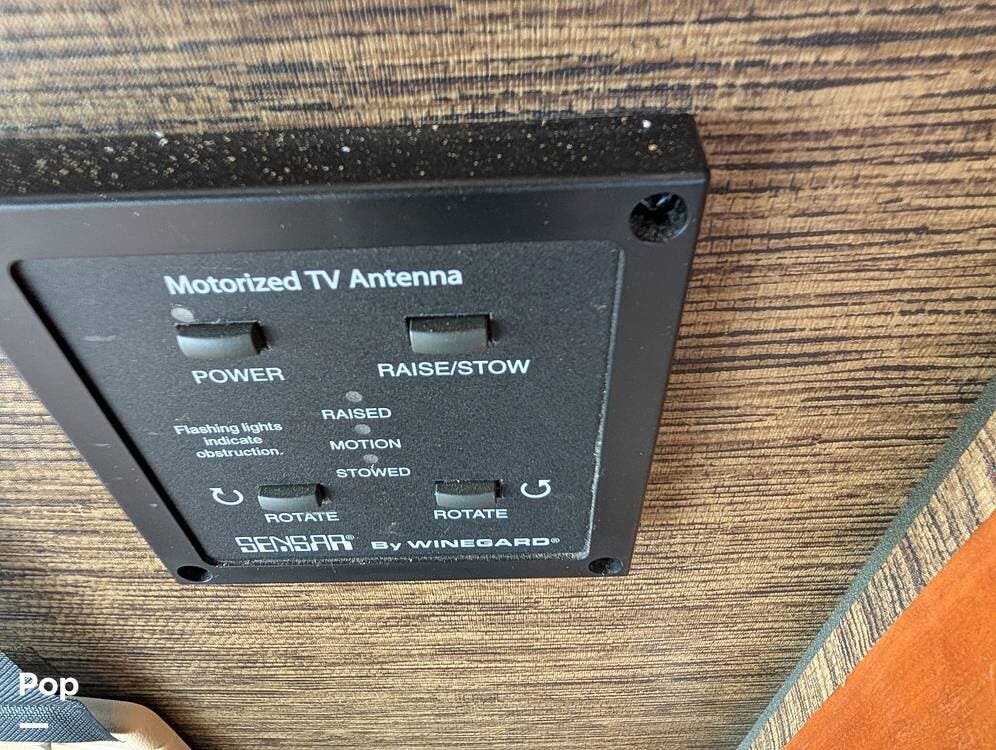 Motorized TV Antenna
POWER
RAISE/STOW
RAISED
Flashing lights
indicate
obstruction.
MOTION
STOWED
ROTATE
ROTATE
SENSAR® By WINEGARD®
Pop